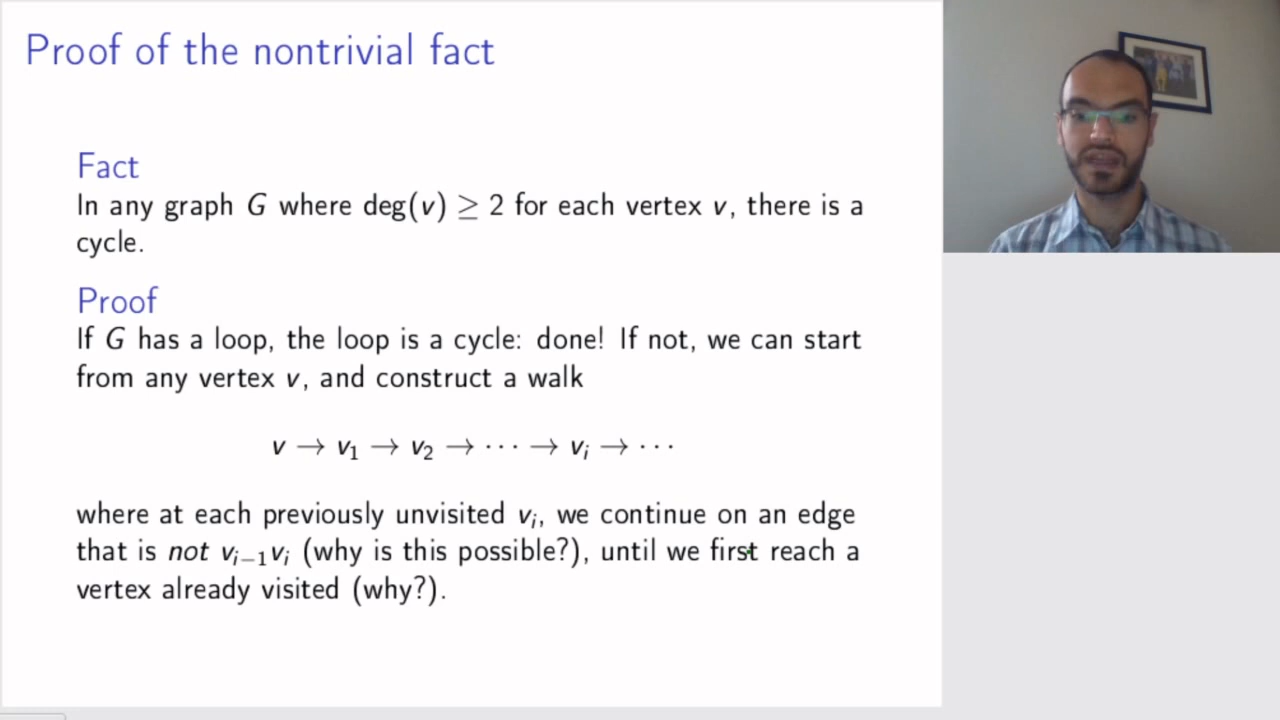 Proof of the nontrivial fact
Fact
In any graph G where deg(v) ≥ 2 for each vertex v, there is a
cycle.
Proof
If G has a loop, the loop is a cycle: done! If not, we can start
from any vertex v, and construct a walk
v → v₁ → v₂ → ⋯ → vᵢ → ⋯
where at each previously unvisited vᵢ, we continue on an edge
that is not vᵢ₋₁vᵢ (why is this possible?), until we first reach a
vertex already visited (why?).